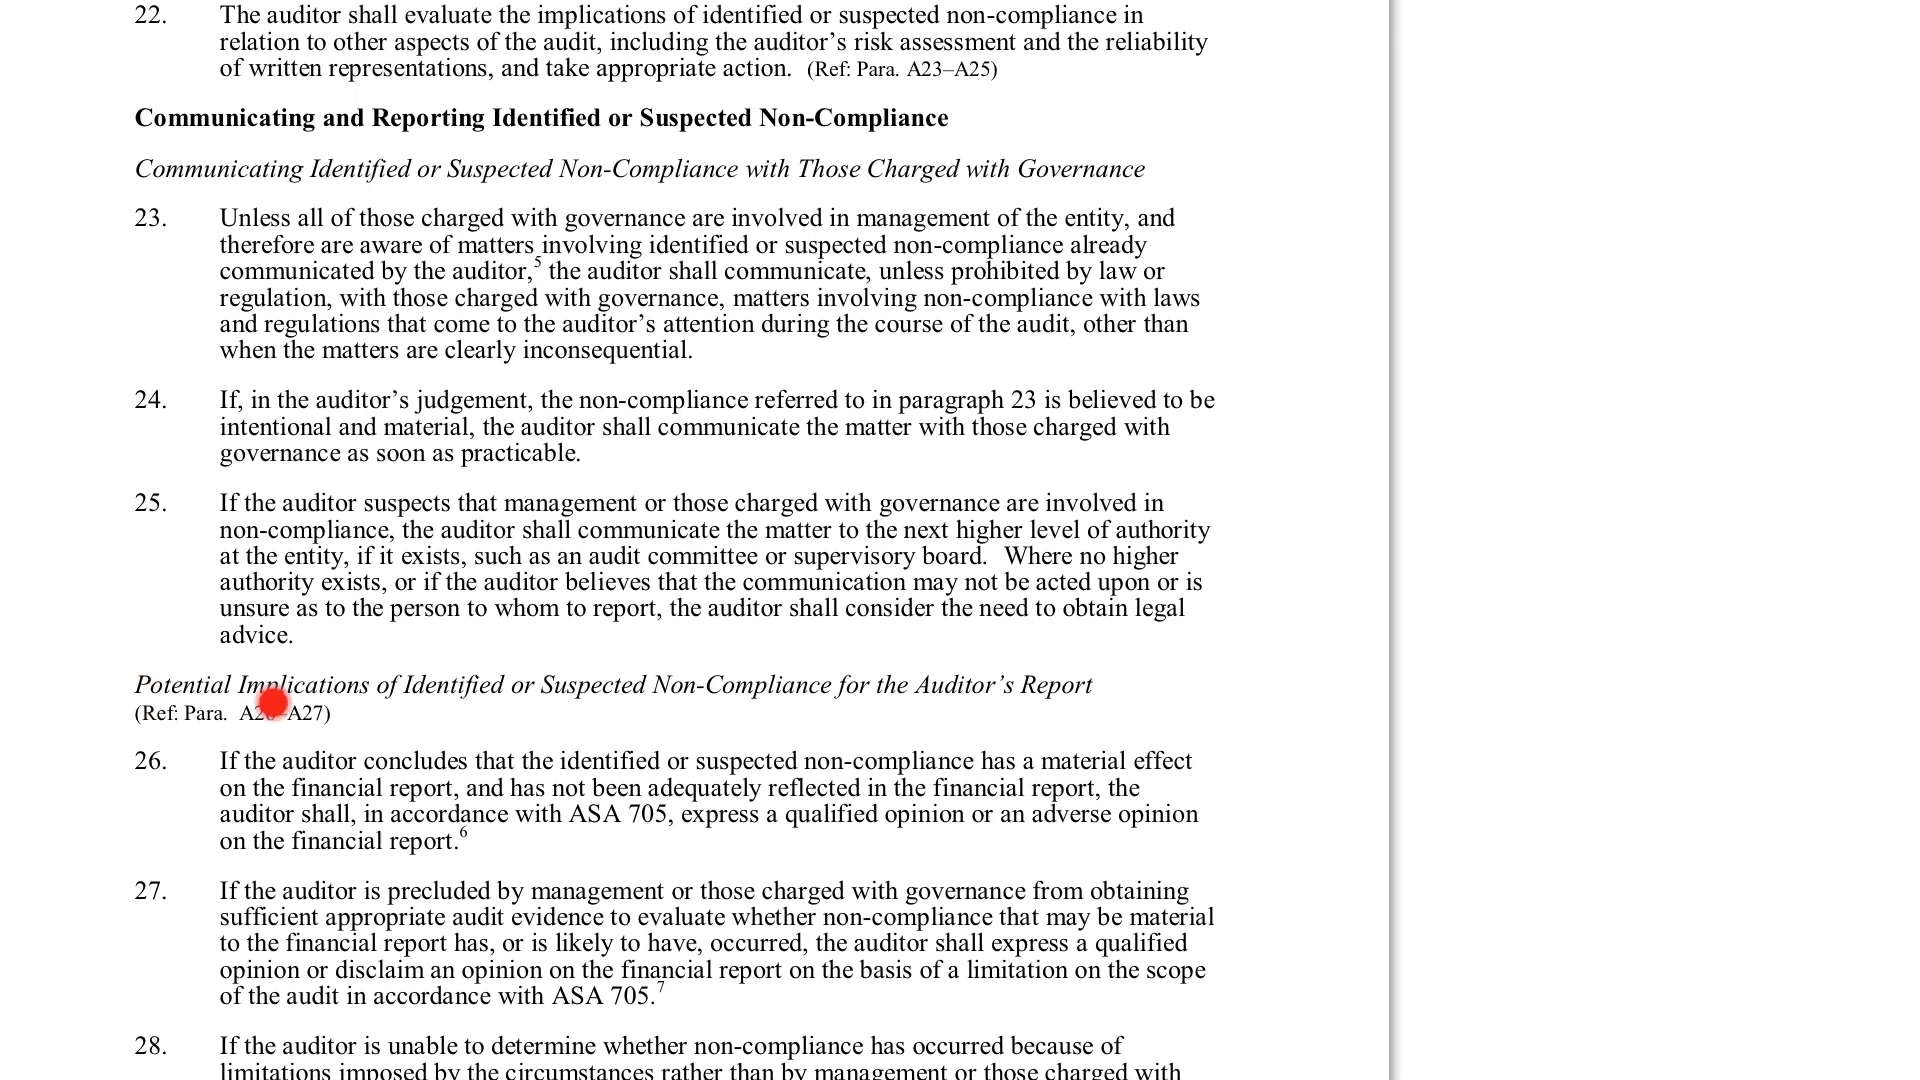 22. The auditor shall evaluate the implications of identified or suspected non-compliance in
relation to other aspects of the audit, including the auditor’s risk assessment and the reliability
of written representations, and take appropriate action. (Ref: Para. A23–A25)
Communicating and Reporting Identified or Suspected Non-Compliance
Communicating Identified or Suspected Non-Compliance with Those Charged with Governance
23. Unless all of those charged with governance are involved in management of the entity, and
therefore are aware of matters involving identified or suspected non-compliance already
communicated by the auditor,5 the auditor shall communicate, unless prohibited by law or
regulation, with those charged with governance, matters involving non-compliance with laws
and regulations that come to the auditor’s attention during the course of the audit, other than
when the matters are clearly inconsequential.
24. If, in the auditor’s judgement, the non-compliance referred to in paragraph 23 is believed to be
intentional and material, the auditor shall communicate the matter with those charged with
governance as soon as practicable.
25. If the auditor suspects that management or those charged with governance are involved in
non-compliance, the auditor shall communicate the matter to the next higher level of authority
at the entity, if it exists, such as an audit committee or supervisory board. Where no higher
authority exists, or if the auditor believes that the communication may not be acted upon or is
unsure as to the person to whom to report, the auditor shall consider the need to obtain legal
advice.
Potential Implications of Identified or Suspected Non-Compliance for the Auditor’s Report
(Ref: Para. A27)
26. If the auditor concludes that the identified or suspected non-compliance has a material effect
on the financial report, and has not been adequately reflected in the financial report, the
auditor shall, in accordance with ASA 705, express a qualified opinion or an adverse opinion
on the financial report.6
27. If the auditor is precluded by management or those charged with governance from obtaining
sufficient appropriate audit evidence to evaluate whether non-compliance that may be material
to the financial report has, or is likely to have, occurred, the auditor shall express a qualified
opinion or disclaim an opinion on the financial report on the basis of a limitation on the scope
of the audit in accordance with ASA 705.7
28. If the auditor is unable to determine whether non-compliance has occurred because of
limitations imposed by the circumstances rather than by management or those charged with